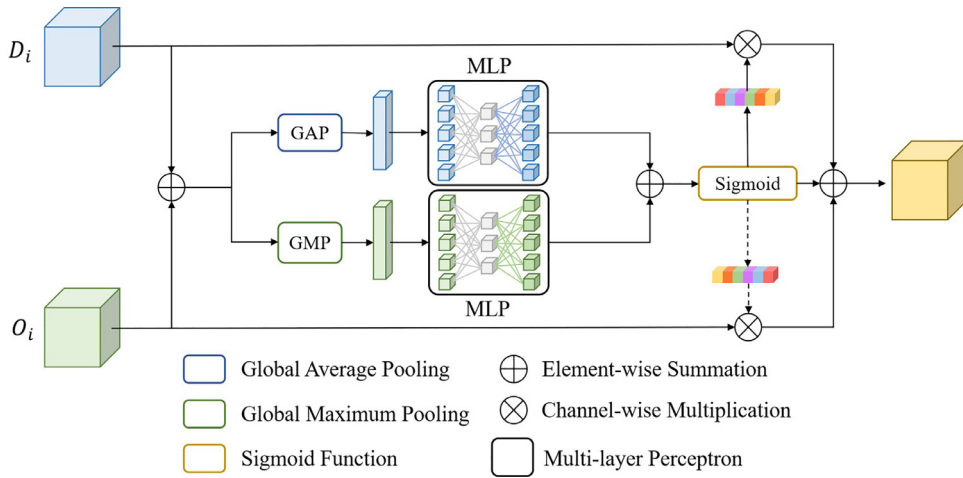 D_i
MLP
GAP
Sigmoid
GMP
MLP
O_i
Global Average Pooling
Element-wise Summation
Global Maximum Pooling
Channel-wise Multiplication
Sigmoid Function
Multi-layer Perceptron